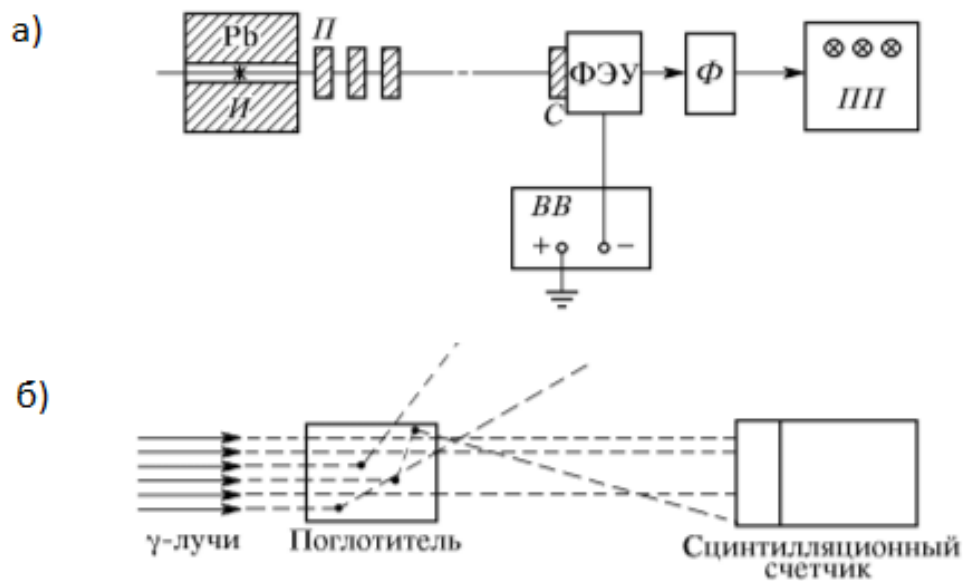 а)
Pb
И
П
С
ФЭУ
Ф
ПП
ВВ
+ −
б)
γ-лучи
Поглотитель
Сцинтилляционный
счетчик